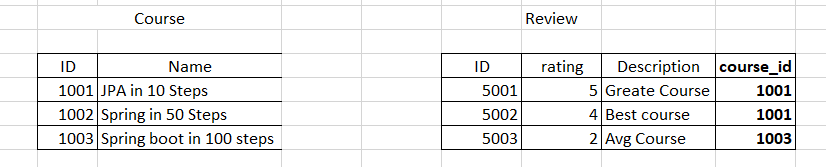 Course Review
ID Name ID rating Description course_id
1001 JPA in 10 Steps 5001 5 Greate Course 1001
1002 Spring in 50 Steps 5002 4 Best course 1001
1003 Spring boot in 100 steps 5003 2 Avg Course 1003